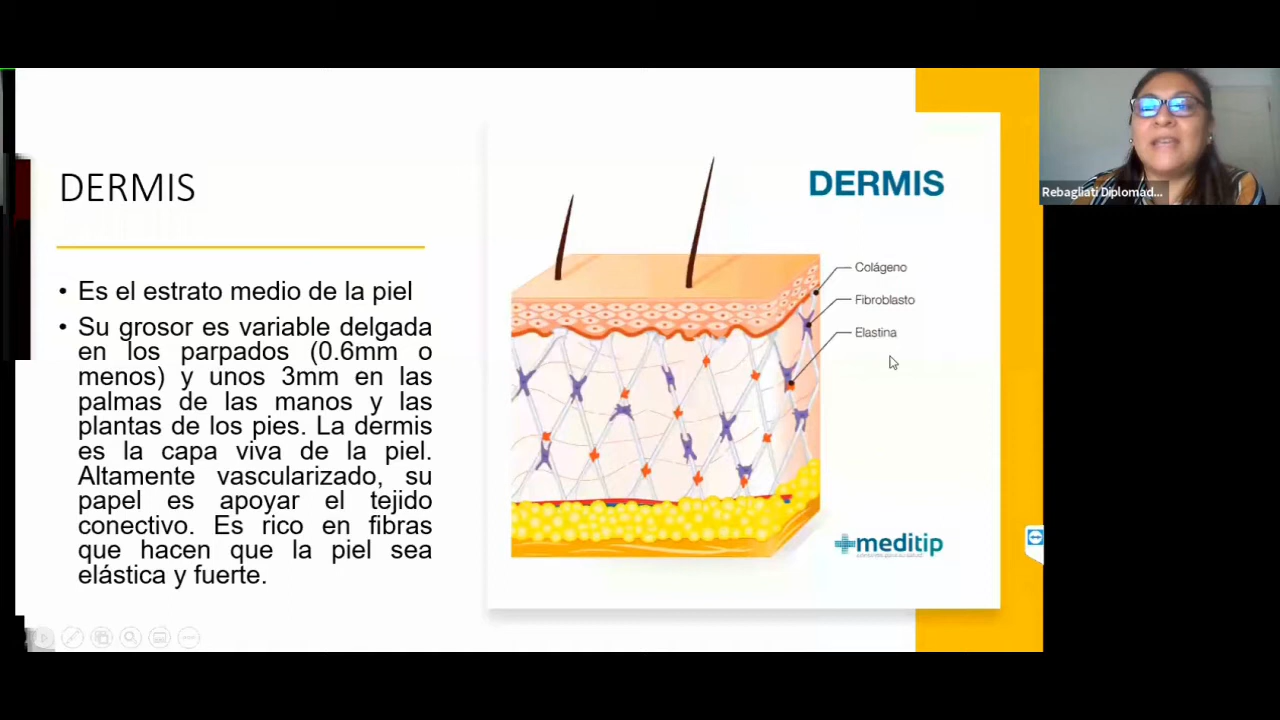 DERMIS
• Es el estrato medio de la piel
• Su grosor es variable delgada
en los parpados (0.6mm o
menos) y unos 3mm en las
palmas de las manos y las
plantas de los pies. La dermis
es la capa viva de la piel.
Altamente vascularizado, su
papel es apoyar el tejido
conectivo. Es rico en fibras
que hacen que la piel sea
elástica y fuerte.
DERMIS
Colágeno
Fibroblasto
Elastina
meditip
Rebagliati Diplomad...